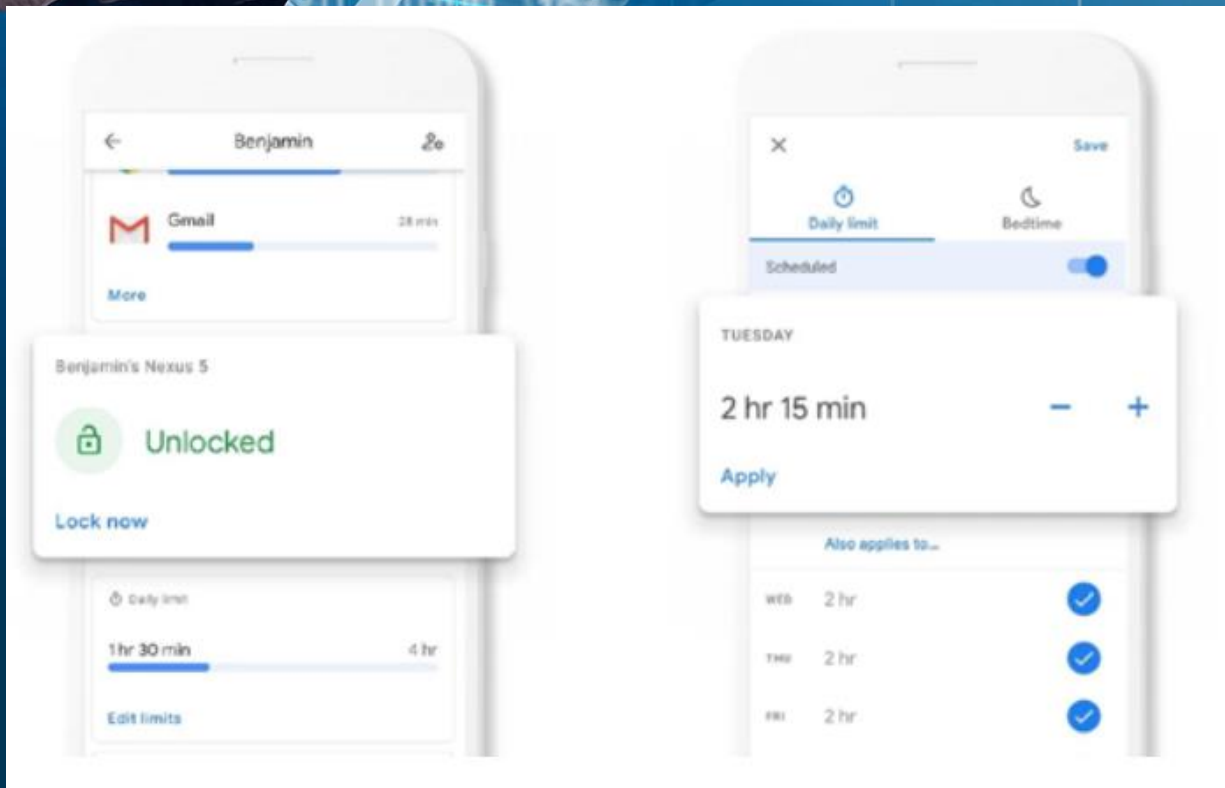 Benjamin
Gmail 28 min
More
Benjamin's Nexus 5
Unlocked
Lock now
Daily limit
1 hr 30 min 4 hr
Edit limits
Save
Daily limit Bedtime
Scheduled
TUESDAY
2 hr 15 min
Apply
Also applies to...
WED 2 hr
THU 2 hr
FRI 2 hr